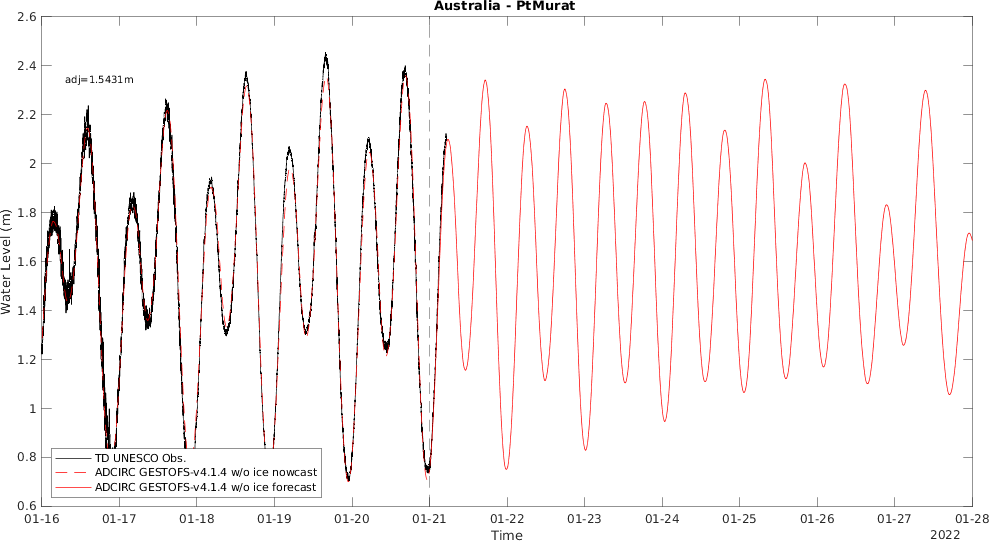 Australia - PtMurat
2.6
2.4
2.2
2
1.8
1.6
1.4
1.2
1
0.8
0.6
Water Level (m)
adj=1.5431m
TD UNESCO Obs.
ADCIRC GESTOFS-v4.1.4 w/o ice nowcast
ADCIRC GESTOFS-v4.1.4 w/o ice forecast
01-16 01-17 01-18 01-19 01-20 01-21 01-22 01-23 01-24 01-25 01-26 01-27 01-28
Time
2022